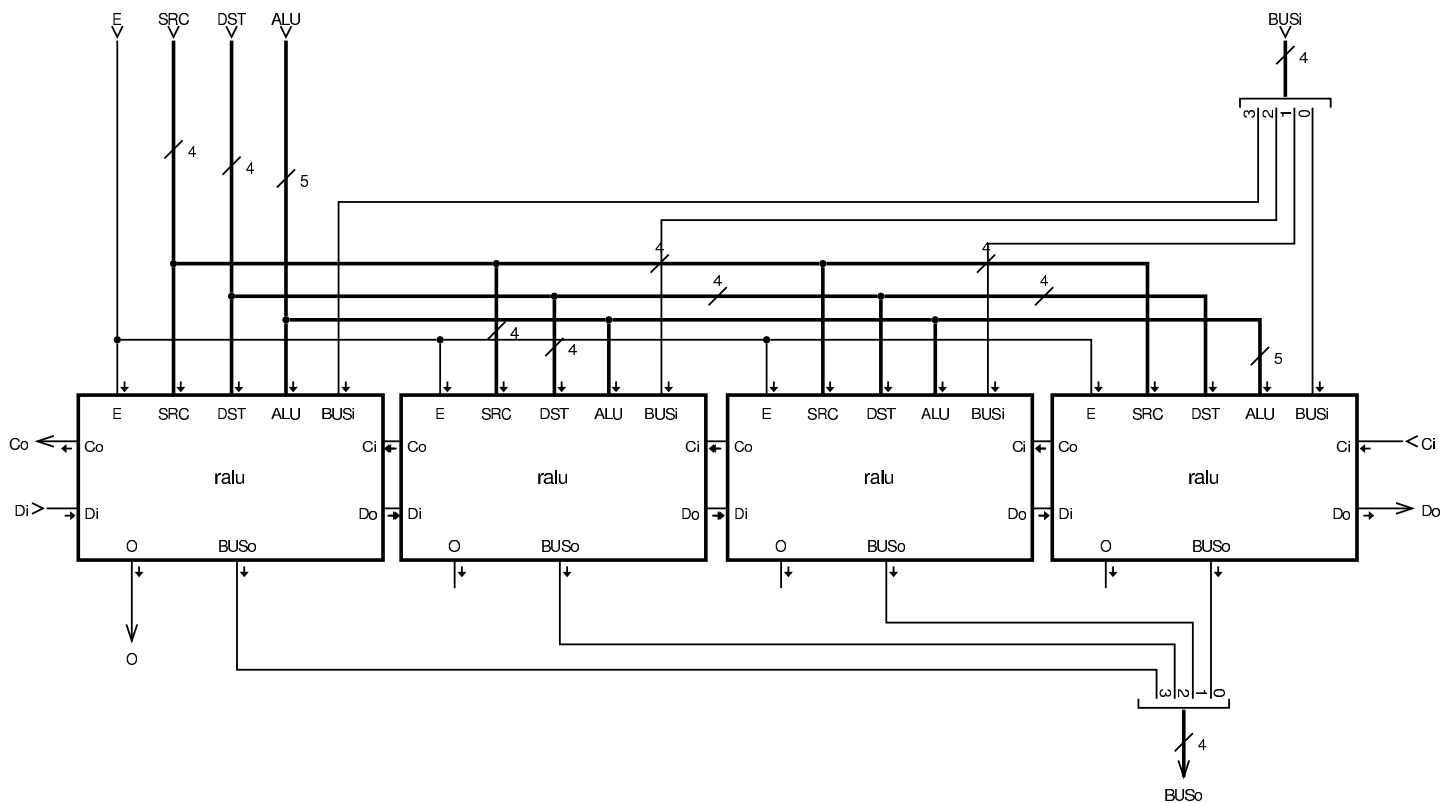 E SRC DST ALU BUSi
4
3 2 1 0
4 4 5
4 4
4 4
4 4 5
E SRC DST ALU BUSi E SRC DST ALU BUSi E SRC DST ALU BUSi E SRC DST ALU BUSi
Co Co Ci Co Ci Co Ci Co Ci Ci
ralu ralu ralu ralu
Di Di Do Di Do Di Do Di Do Do
O BUSo O BUSo O BUSo O BUSo
O
3 2 1 0
4
BUSo